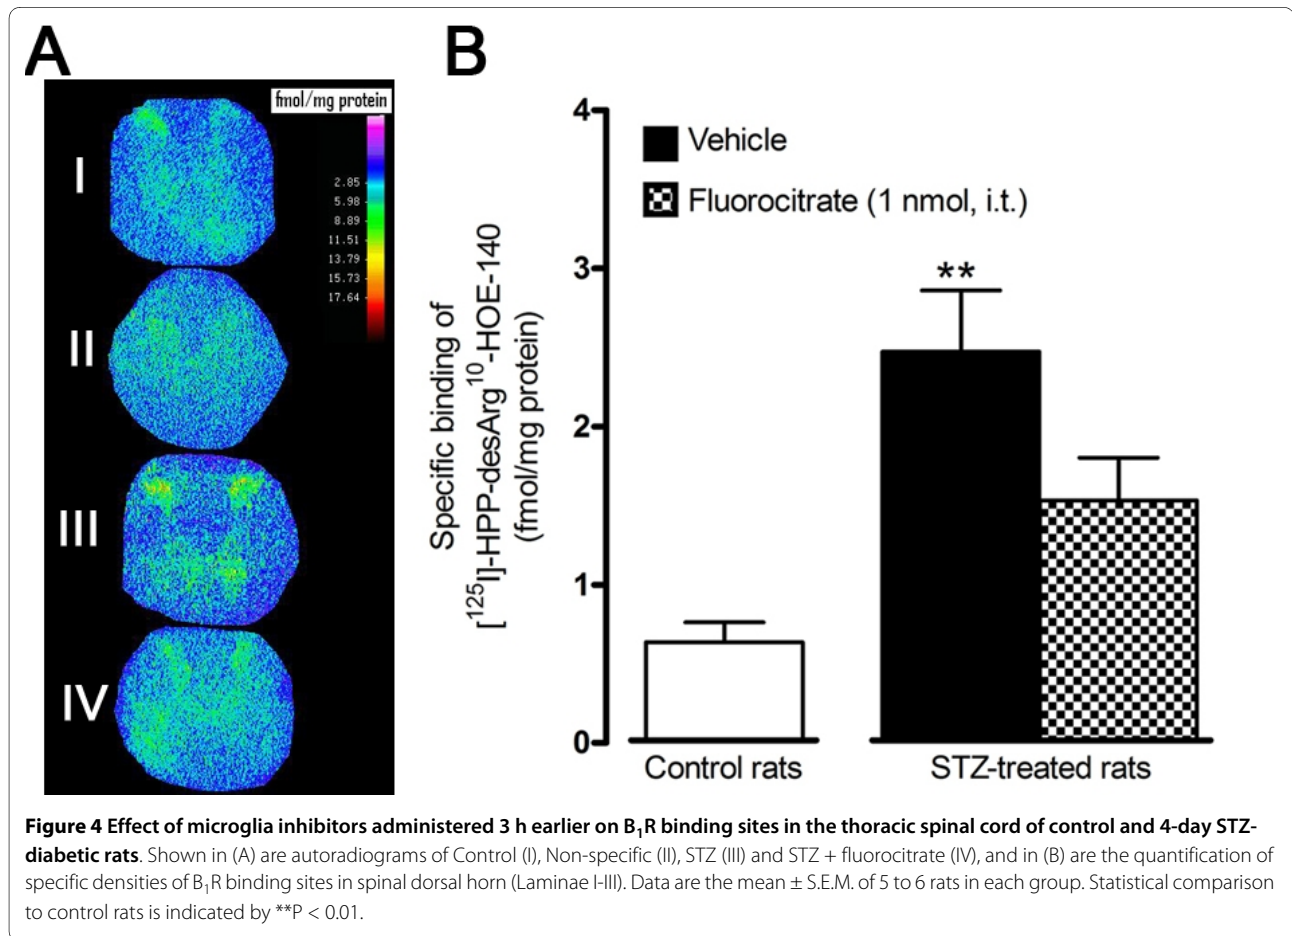 A
fmol/mg protein
2.85
5.98
8.89
11.51
13.79
15.73
17.64
I
II
III
IV
B
Specific binding of
[¹²⁵I]-HPP-desArg¹⁰-HOE-140
(fmol/mg protein)
4
3
2
1
0
Vehicle
Fluorocitrate (1 nmol, i.t.)
**
Control rats
STZ-treated rats
Figure 4 Effect of microglia inhibitors administered 3 h earlier on B₁R binding sites in the thoracic spinal cord of control and 4-day STZ-
diabetic rats. Shown in (A) are autoradiograms of Control (I), Non-specific (II), STZ (III) and STZ + fluorocitrate (IV), and in (B) are the quantification of
specific densities of B₁R binding sites in spinal dorsal horn (Laminae I-III). Data are the mean ± S.E.M. of 5 to 6 rats in each group. Statistical comparison
to control rats is indicated by **P < 0.01.